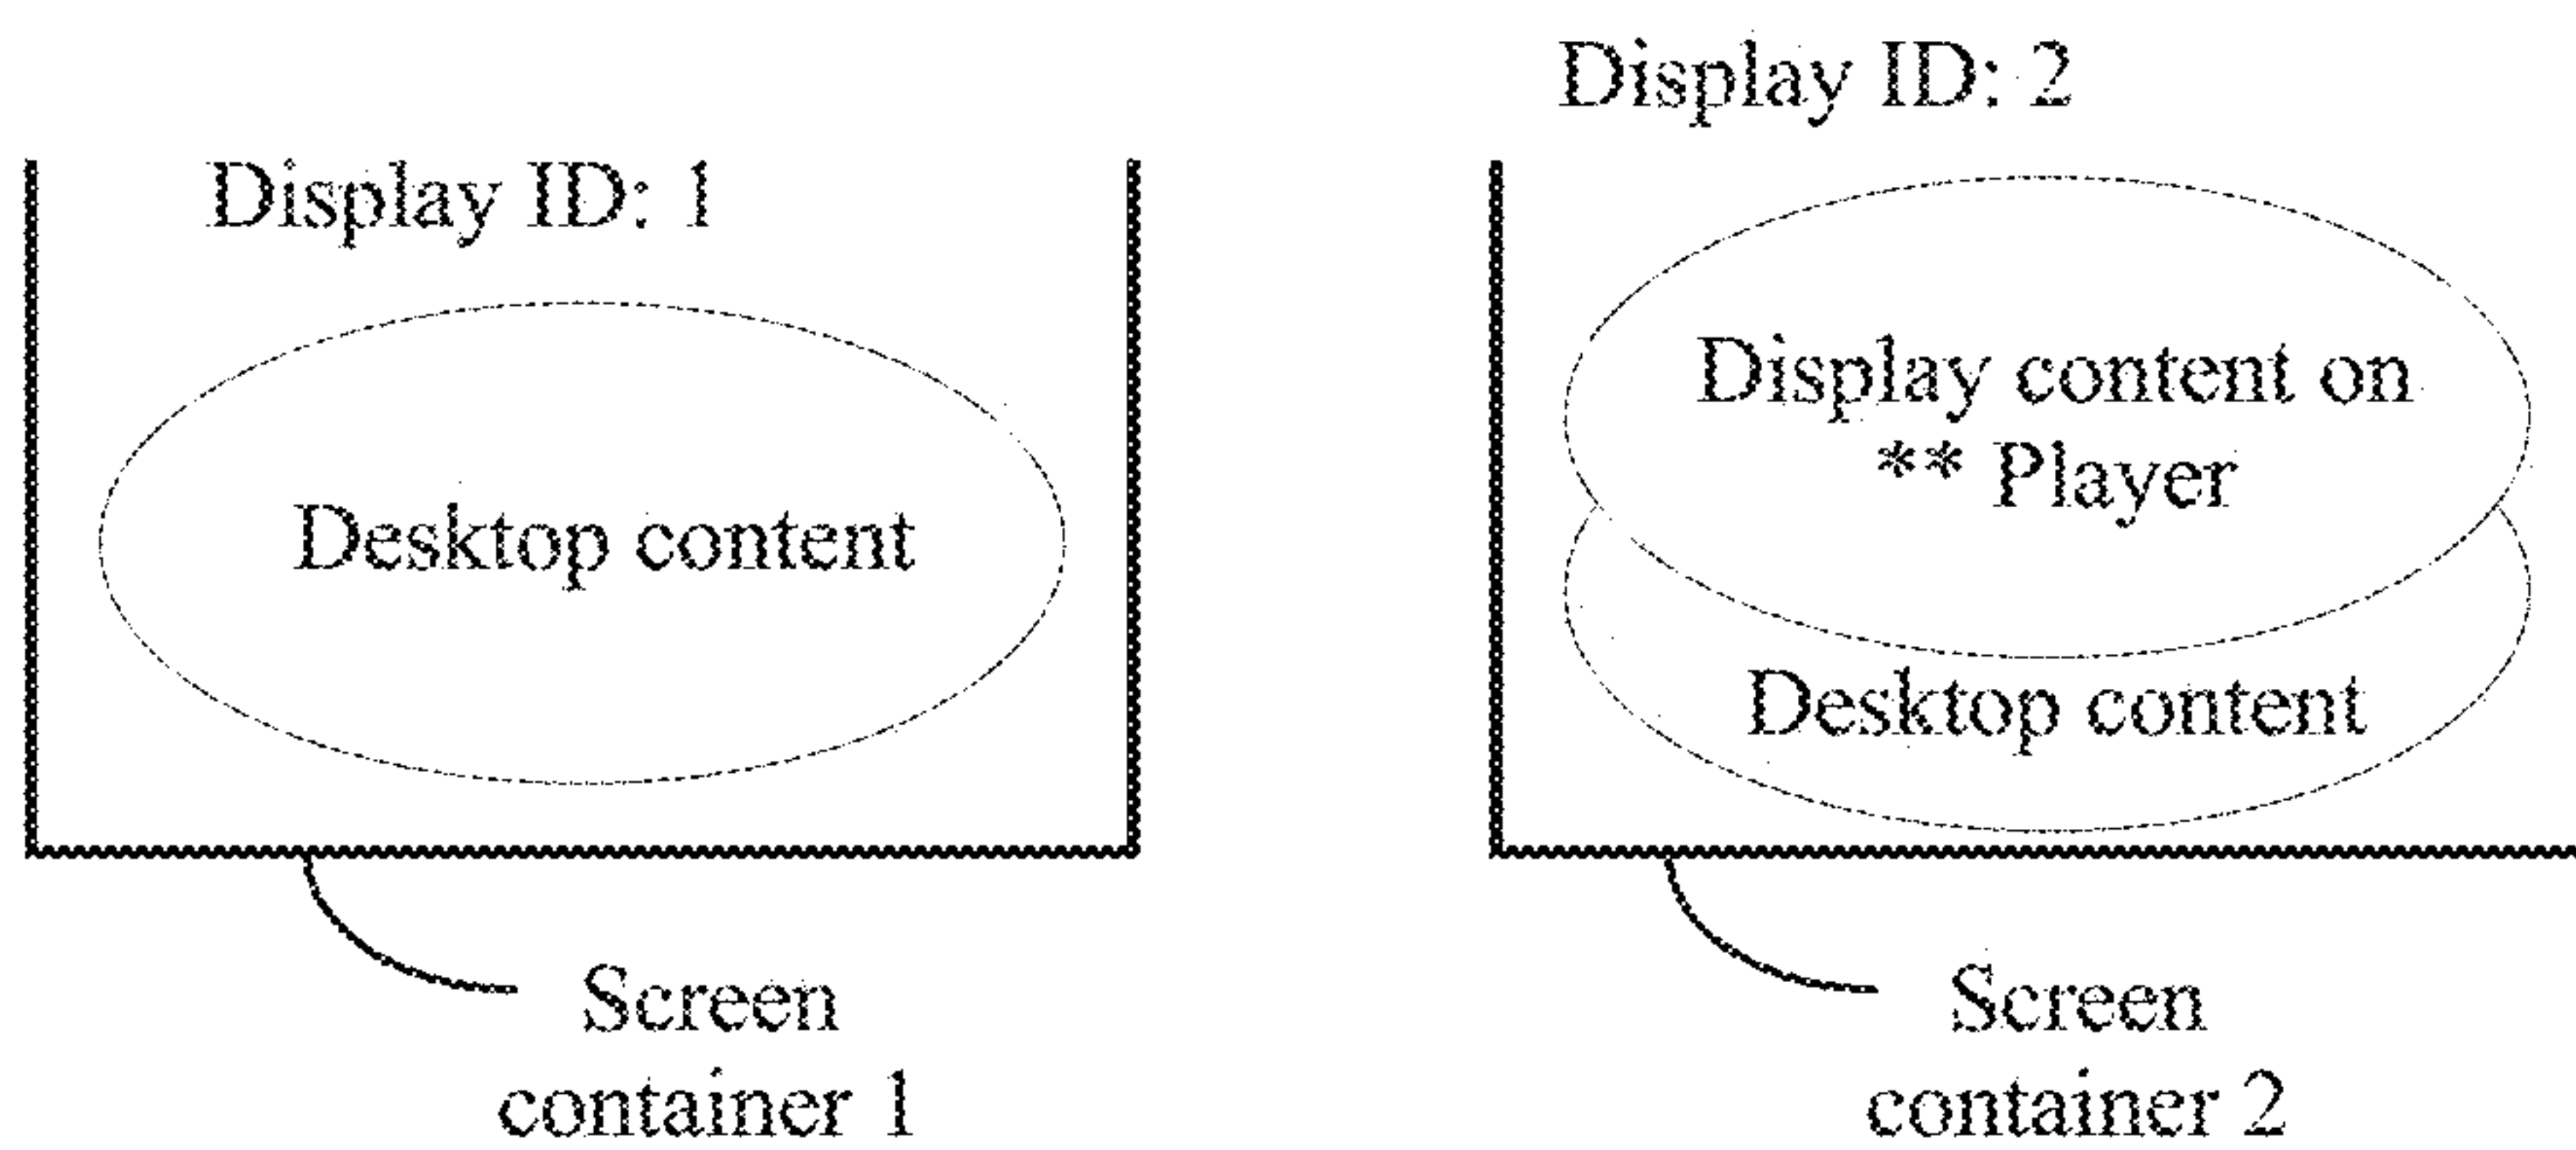 Display ID: 1
Desktop content
Screen
container 1
Display ID: 2
Display content on
** Player
Desktop content
Screen
container 2